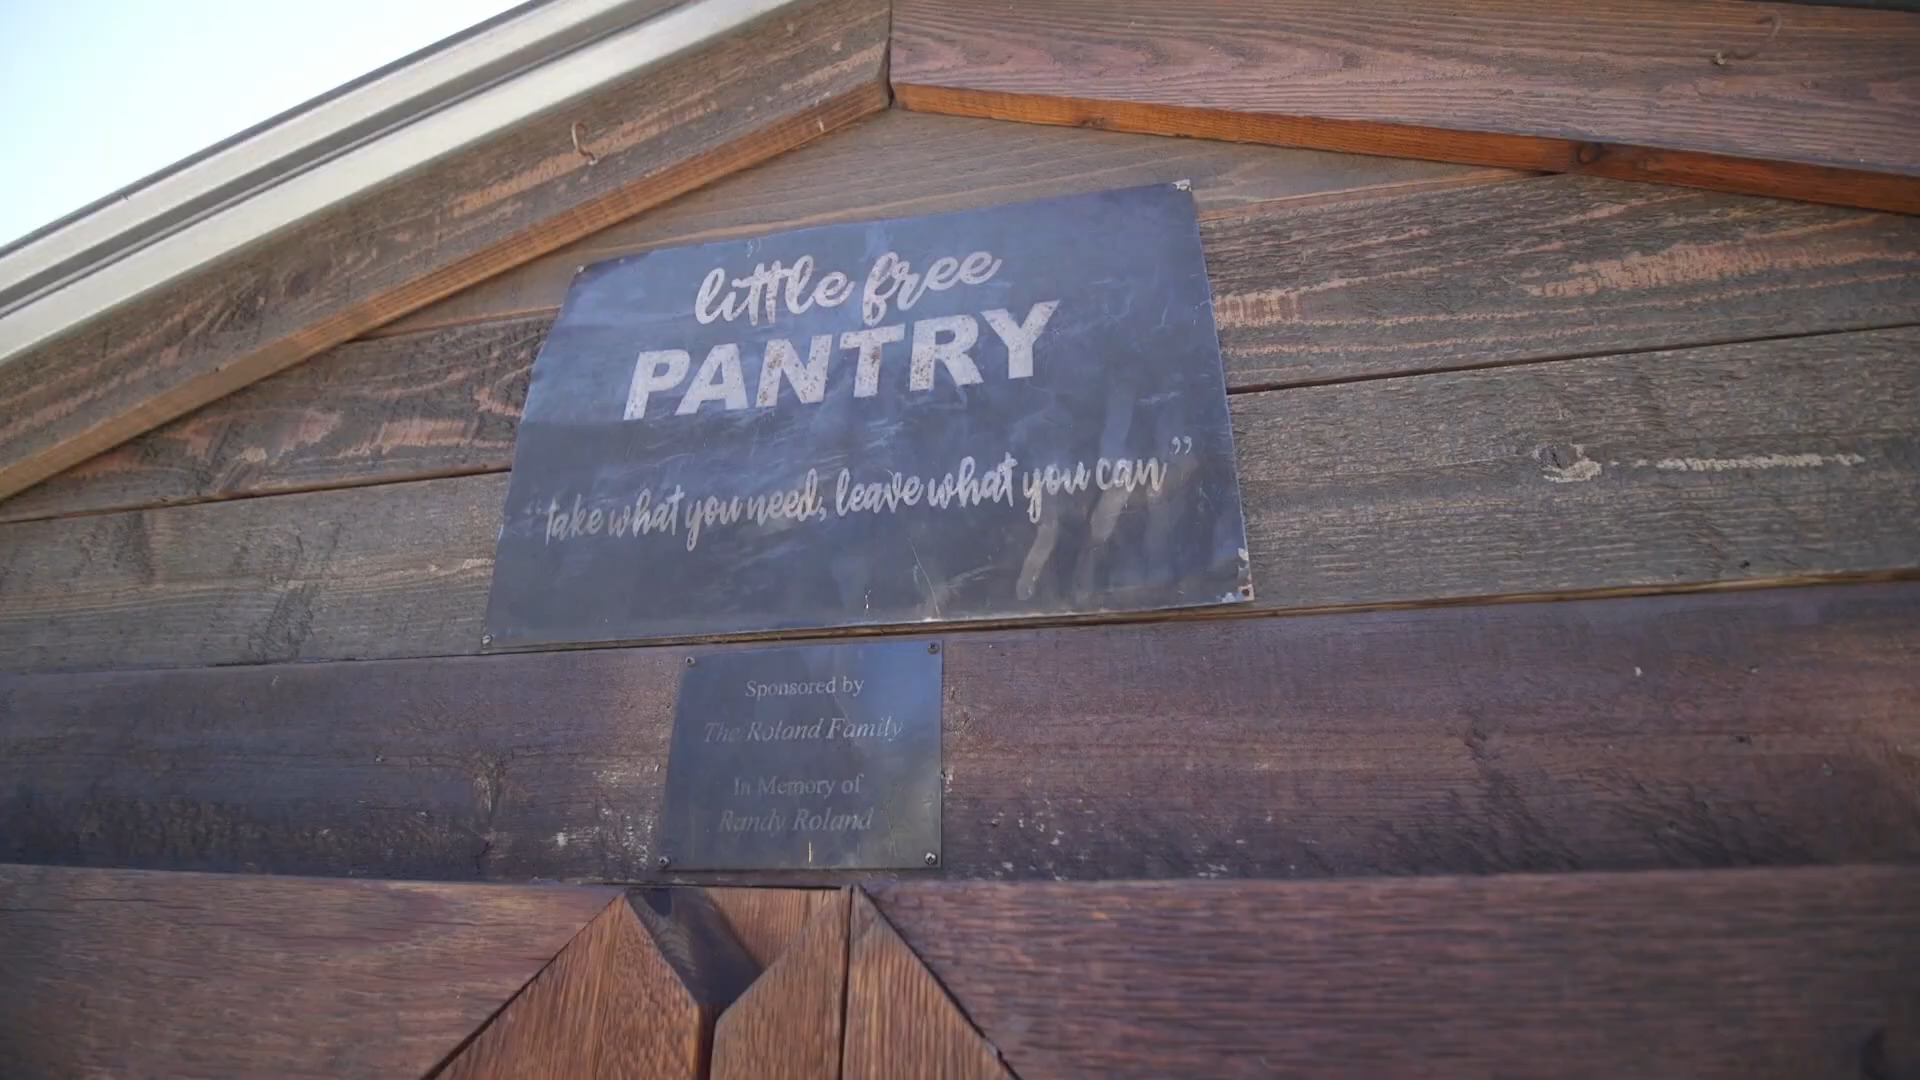 little free
PANTRY
“take what you need, leave what you can”
Sponsored by
The Roland Family
In Memory of
Randy Roland